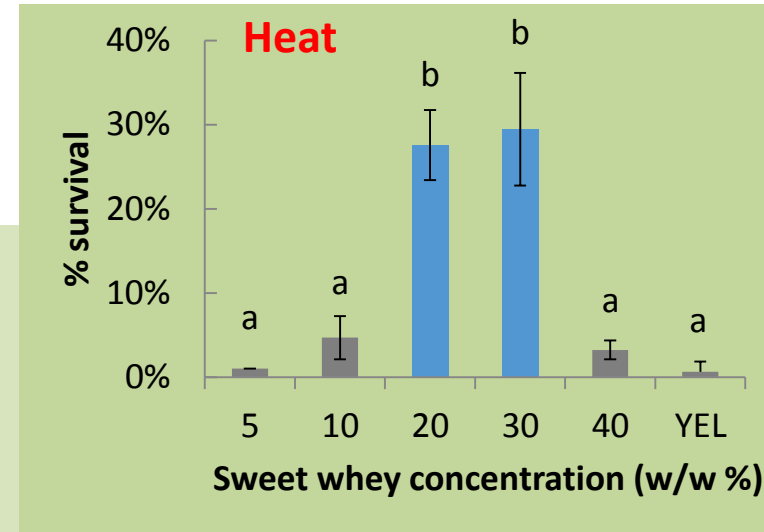 Heat
% survival
40%
30%
20%
10%
0%
a
a
b
b
a
a
5 10 20 30 40 YEL
Sweet whey concentration (w/w %)